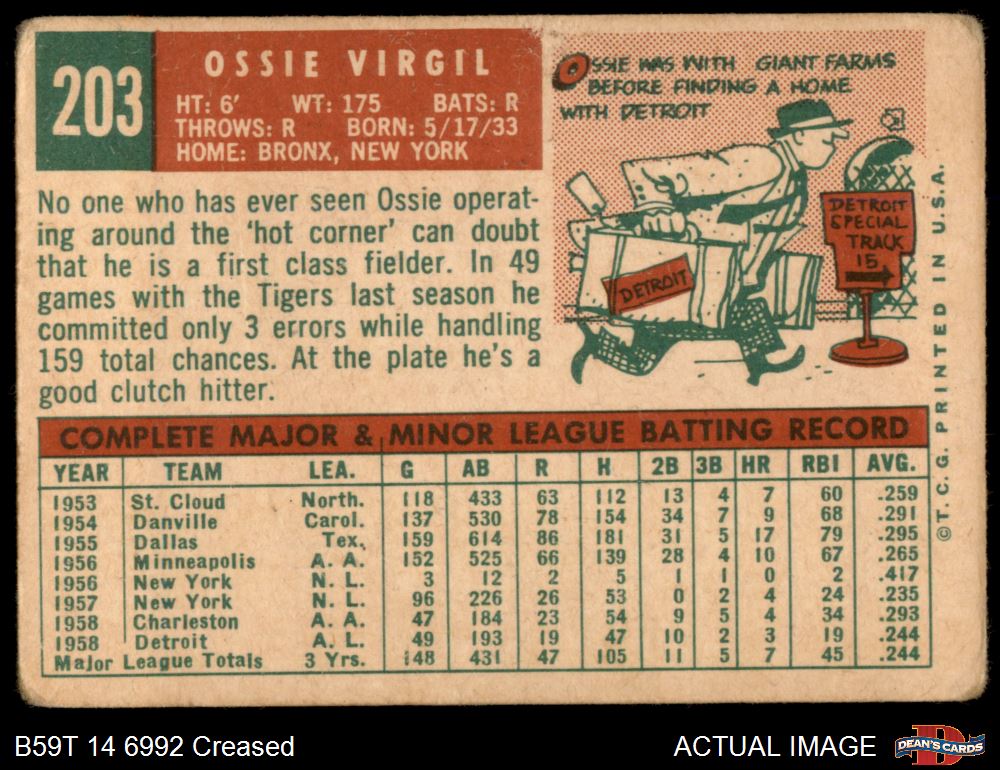 203
OSSIE VIRGIL
HT: 6' WT: 175 BATS: R
THROWS: R BORN: 5/17/33
HOME: BRONX, NEW YORK
OSSIE WAS WITH GIANT FARMS
BEFORE FINDING A HOME
WITH DETROIT
DETROIT
SPECIAL
TRACK
15
DETROIT
No one who has ever seen Ossie operat-
ing around the 'hot corner' can doubt
that he is a first class fielder. In 49
games with the Tigers last season he
committed only 3 errors while handling
159 total chances. At the plate he's a
good clutch hitter.
COMPLETE MAJOR & MINOR LEAGUE BATTING RECORD
YEAR TEAM LEA. G AB R H 2B 3B HR RBI AVG.
1953 St. Cloud North. 118 433 63 112 13 4 7 60 .259
1954 Danville Carol. 137 530 78 154 34 7 9 68 .291
1955 Dallas Tex. 159 614 86 181 31 5 17 79 .295
1956 Minneapolis A. A. 152 525 66 139 28 4 10 67 .265
1956 New York N. L. 3 12 2 5 1 1 0 2 .417
1957 New York N. L. 96 226 26 53 0 2 4 24 .235
1958 Charleston A. A. 47 184 23 54 9 5 4 34 .293
1958 Detroit A. L. 49 193 19 47 10 2 3 19 .244
Major League Totals 3 Yrs. 148 431 47 105 11 5 7 45 .244
©T. C. G. PRINTED IN U.S.A.
B59T 14 6992 Creased
ACTUAL IMAGE
DEAN'S CARDS